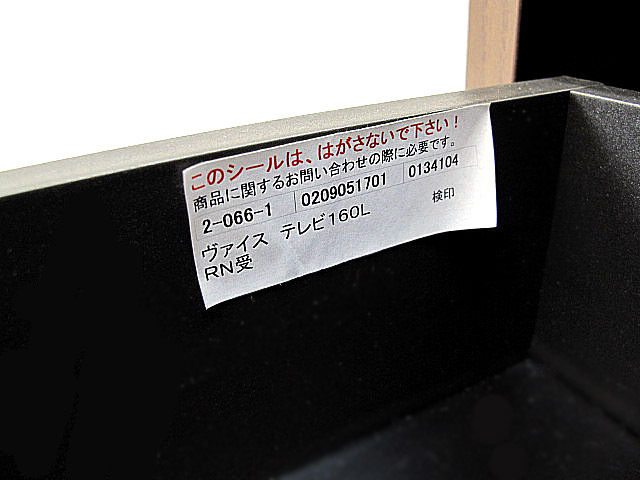 このシールは、はがさないで下さい！
商品に関するお問い合わせの際に必要です。
2-066-1 0209051701 0134104
ヴァイス テレビ160L 検印
RN受